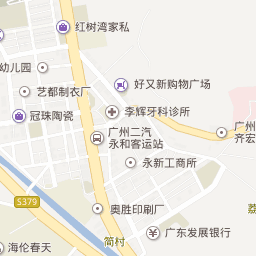 红树湾家私
幼儿园
好又新购物广场
艺都制衣厂
李辉牙科诊所
冠珠陶瓷
广州二汽
永和客运站
广州
齐宏
永新工商所
S379
奥胜印刷厂
广东发展银行
简村
海伦春天